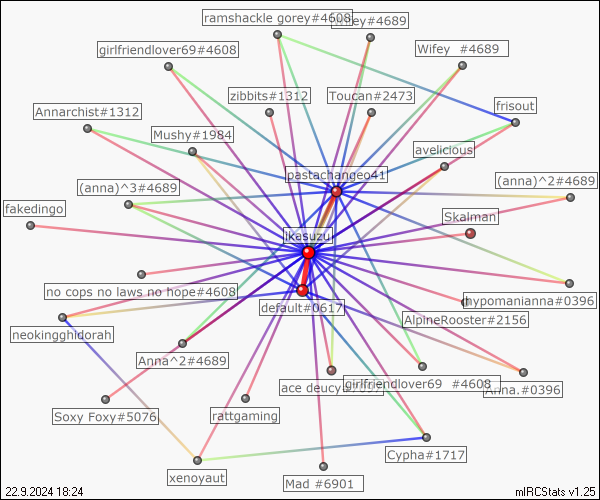 ramshackle gorey#4608
#4689
girlfriendlover69#4608
Wifey  #4689
zibbits#1312
Toucan#2473
frisout
Annarchist#1312
Mushy#1984
avelicious
pastachangeo41
(anna)^3#4689
(anna)^2#4689
fakedingo
Skalman
ikasuzu
no cops no laws no hope#4608
hypomanianna#0396
default#0617
neokingghidorah
AlpineRooster#2156
Anna^2#4689
ace deucy
girlfriendlover69  #4608
Anna.#0396
Soxy Foxy#5076
rattgaming
Cypha#1717
xenoyaut
Mad #6901
22.9.2024 18:24
mIRCStats v1.25